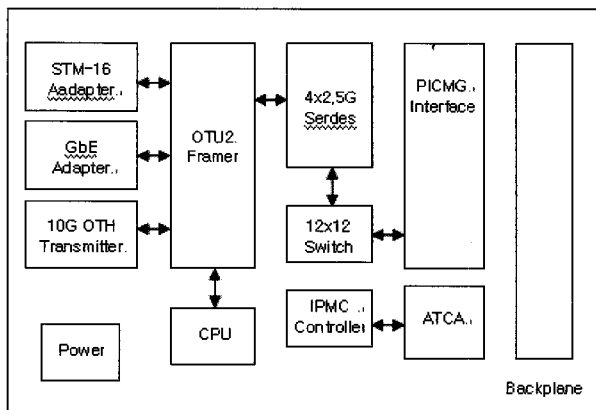 STM-16
Aadapter.
GbE
Adapter.
10G OTH
Transmitter.
OTU2.
Framer
4x2,5G
Serdes
12x12
Switch
PICMG.
Interface
IPMC
Controller
ATCA.
CPU
Power
Backplane